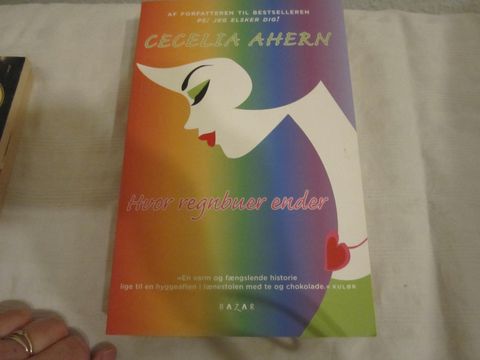 AF FORFATTEREN TIL BESTSELLEREN
PS; JEG ELSKER DIG!
CECELIA AHERN
Hvor regnbuer ender
»En varm og fængslende historie
lige til en hyggeaften i lænestolen med te og chokolade.« KULØR
BAZAR